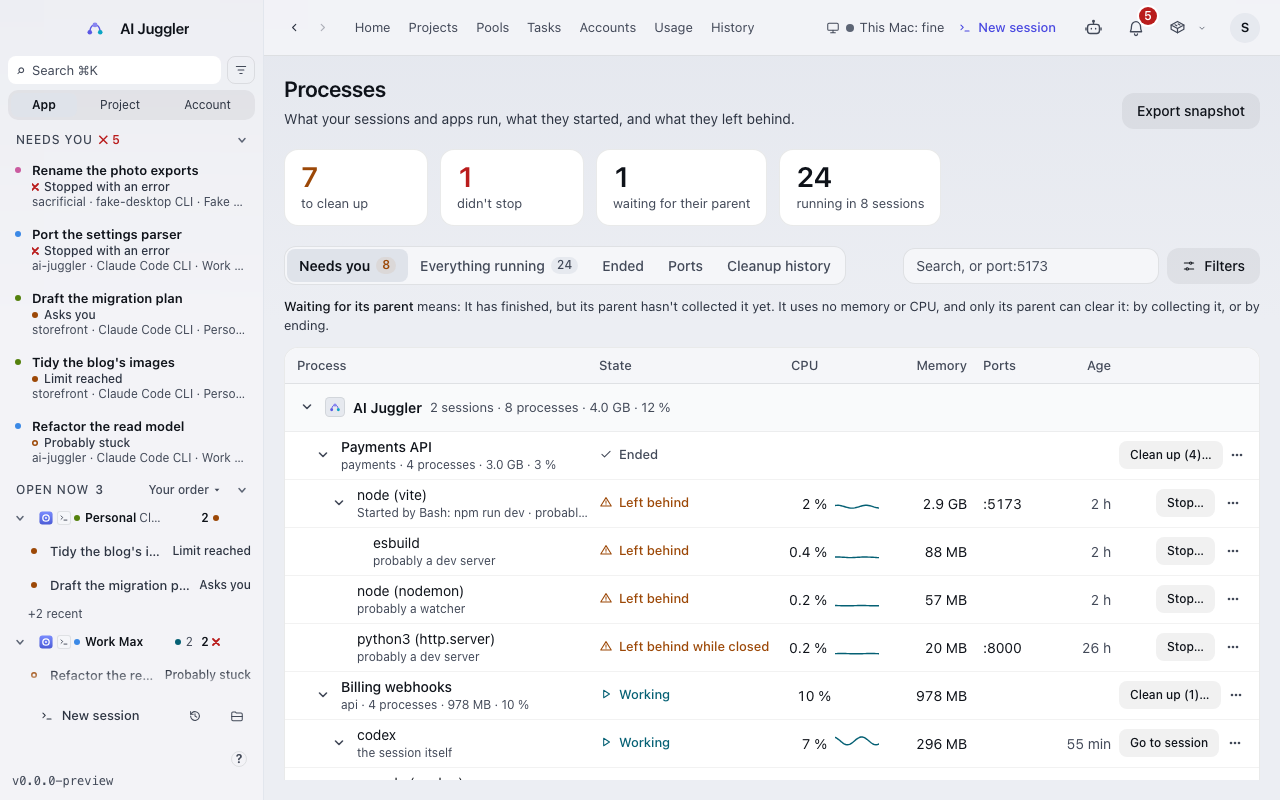 AI Juggler
Search ⌘K
App Project Account
NEEDS YOU 5
Rename the photo exports
Stopped with an error
sacrificial · fake-desktop CLI · Fake ...
Port the settings parser
Stopped with an error
ai-juggler · Claude Code CLI · Work ...
Draft the migration plan
Asks you
storefront · Claude Code CLI · Perso...
Tidy the blog's images
Limit reached
storefront · Claude Code CLI · Perso...
Refactor the read model
Probably stuck
ai-juggler · Claude Code CLI · Work ...
OPEN NOW 3 Your order
Personal Cl... 2
Tidy the blog's i... Limit reached
Draft the migration p... Asks you
+2 recent
Work Max 2 2
Refactor the re... Probably stuck
New session
?
v0.0.0-preview
Home Projects Pools Tasks Accounts Usage History This Mac: fine New session 5 S
Processes
What your sessions and apps run, what they started, and what they left behind.
Export snapshot
7
to clean up
1
didn't stop
1
waiting for their parent
24
running in 8 sessions
Needs you 8 Everything running 24 Ended Ports Cleanup history Search, or port:5173 Filters
Waiting for its parent means: It has finished, but its parent hasn't collected it yet. It uses no memory or CPU, and only its parent can clear it: by collecting it, or by
ending.
Process State CPU Memory Ports Age
AI Juggler 2 sessions · 8 processes · 4.0 GB · 12 %
Payments API Ended Clean up (4)...
payments · 4 processes · 3.0 GB · 3 %
node (vite) Left behind 2 % 2.9 GB :5173 2 h Stop...
Started by Bash: npm run dev · probabl...
esbuild Left behind 0.4 % 88 MB 2 h Stop...
probably a dev server
node (nodemon) Left behind 0.2 % 57 MB 2 h Stop...
probably a watcher
python3 (http.server) Left behind while closed 0.2 % 20 MB :8000 26 h Stop...
probably a dev server
Billing webhooks Working 10 % 978 MB Clean up (1)...
api · 4 processes · 978 MB · 10 %
codex Working 7 % 296 MB 55 min Go to session
the session itself